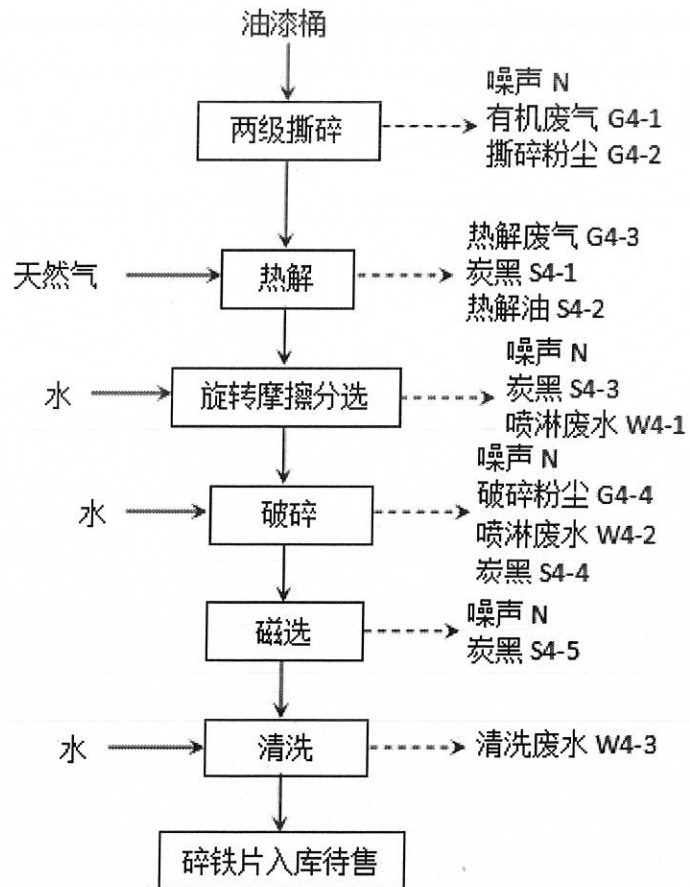 油漆桶
两级撕碎
噪声 N
有机废气 G4-1
撕碎粉尘 G4-2
天然气
热解
热解废气 G4-3
炭黑 S4-1
热解油 S4-2
水
旋转摩擦分选
噪声 N
炭黑 S4-3
喷淋废水 W4-1
水
破碎
噪声 N
破碎粉尘 G4-4
喷淋废水 W4-2
炭黑 S4-4
磁选
噪声 N
炭黑 S4-5
水
清洗
清洗废水 W4-3
碎铁片入库待售